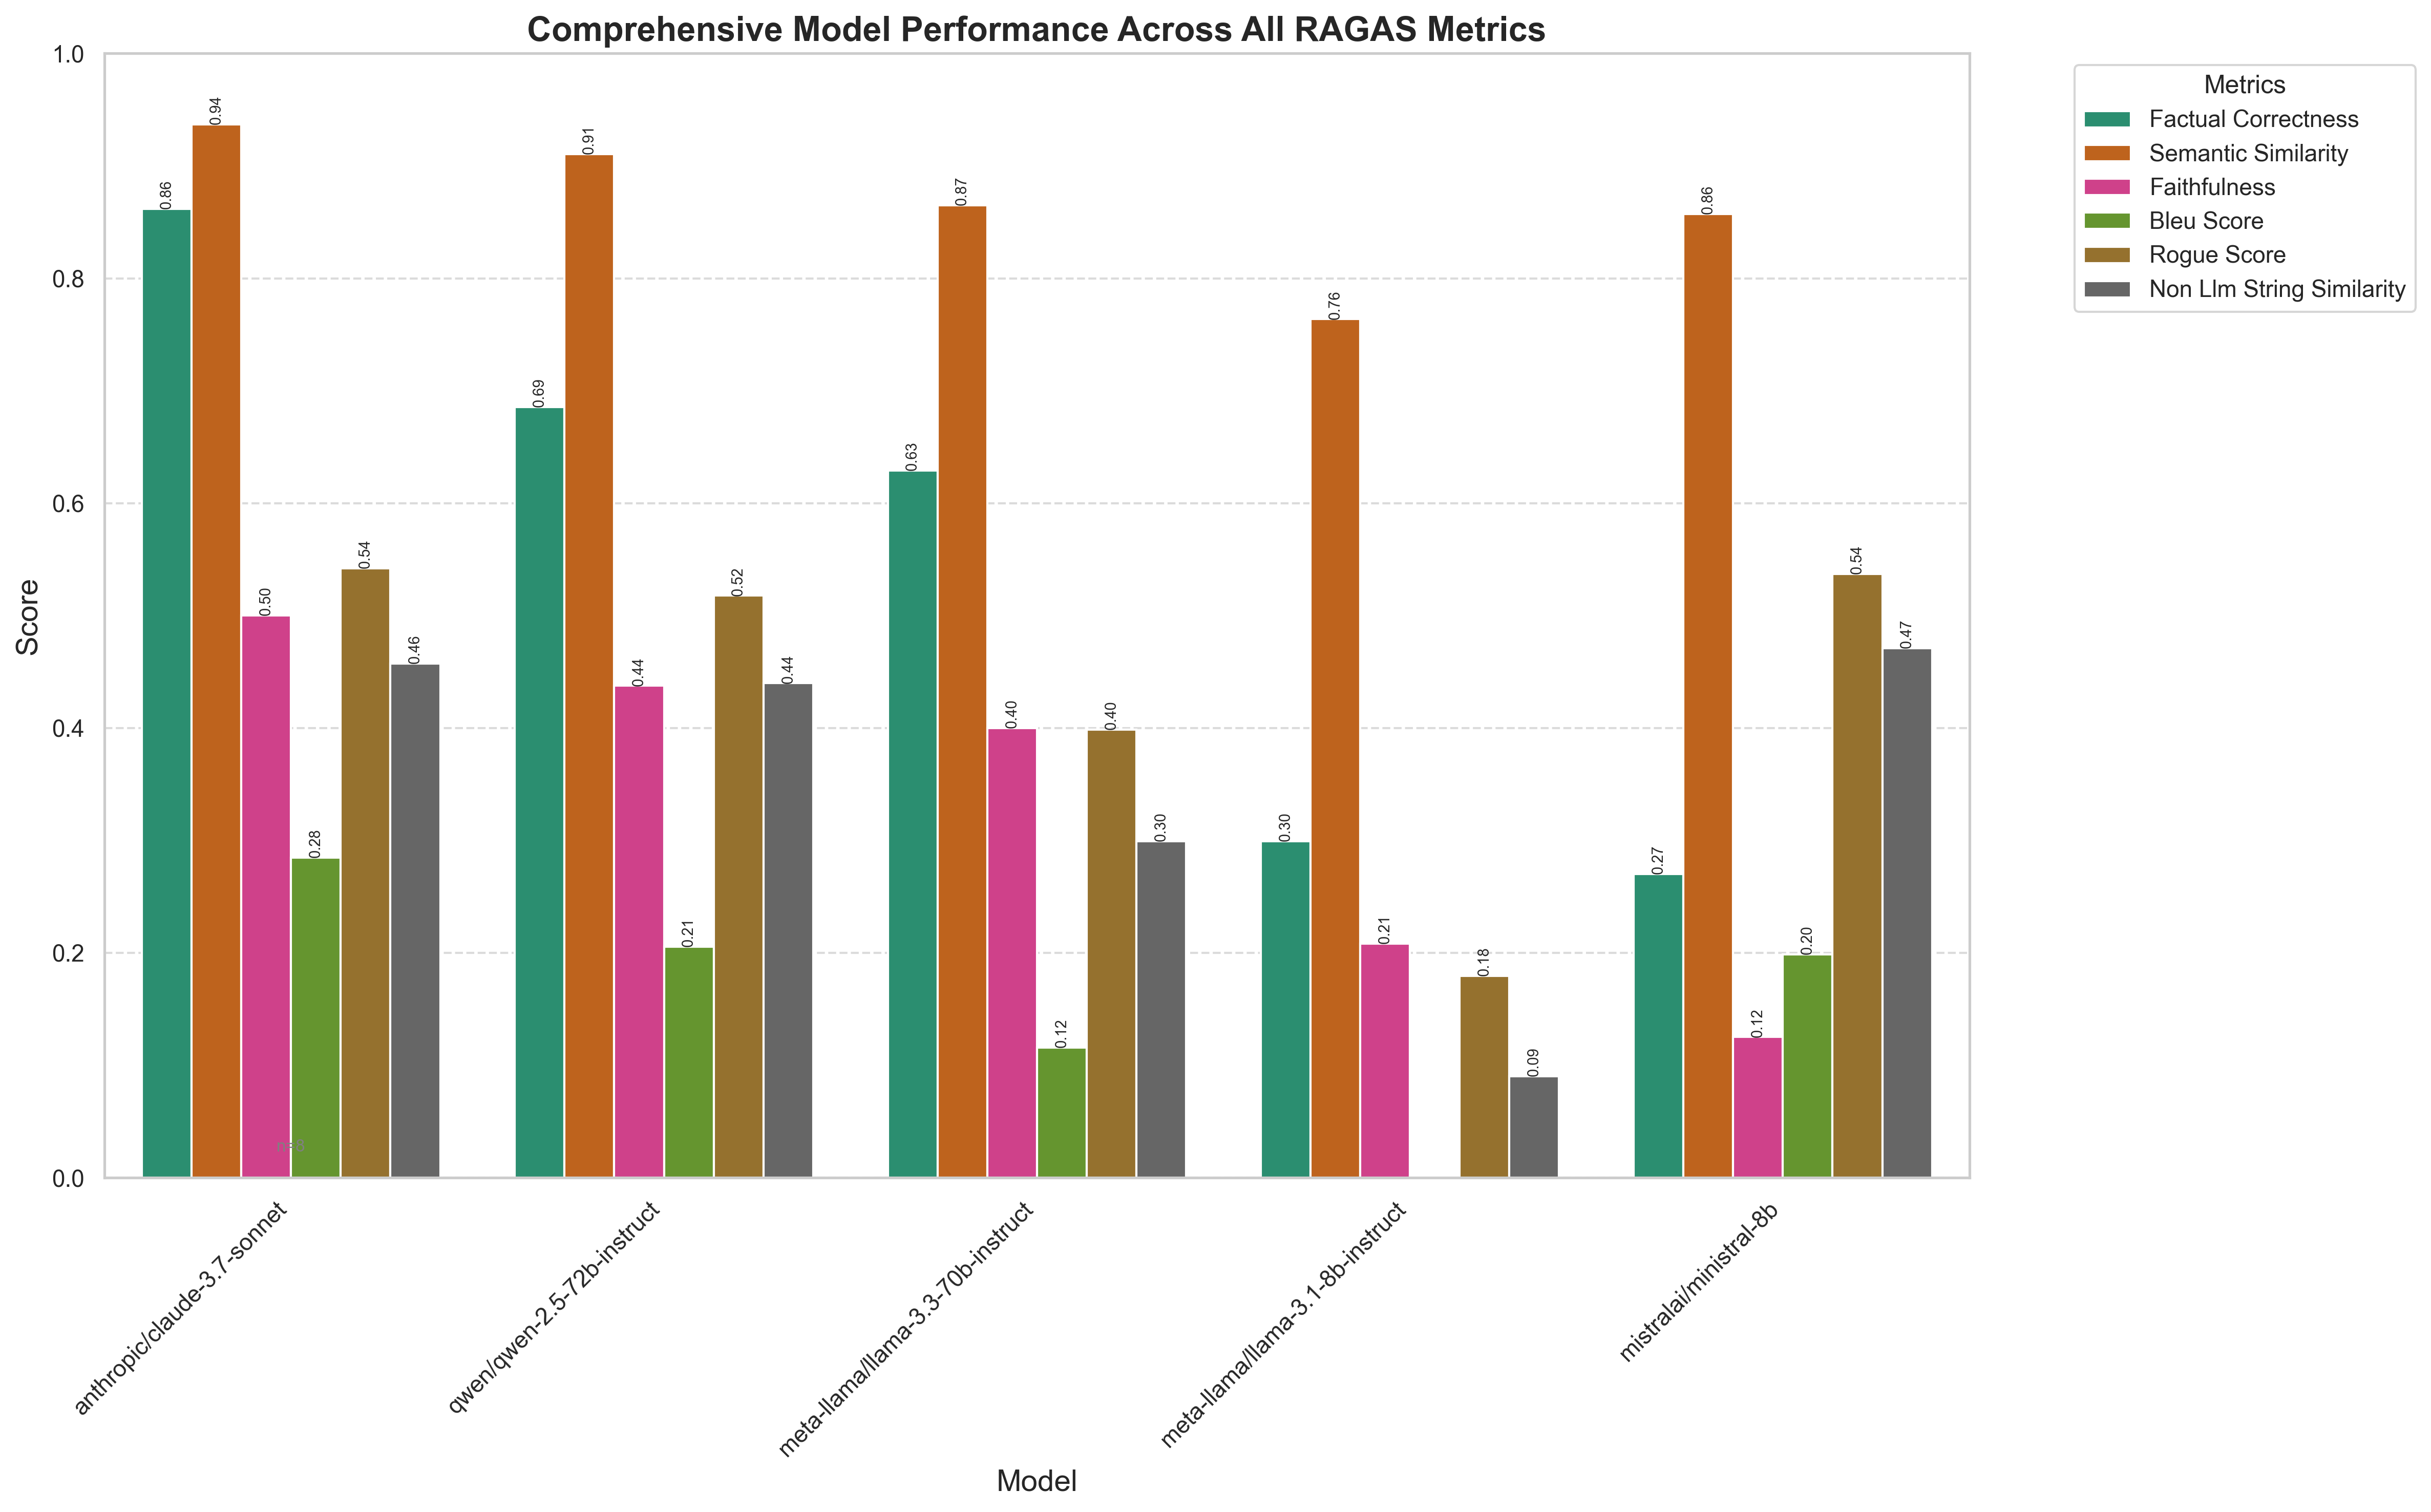 Comprehensive Model Performance Across All RAGAS Metrics
Score
1.0
0.8
0.6
0.4
0.2
0.0
0.86
0.94
0.50
0.28
0.54
0.46
0.69
0.91
0.44
0.21
0.52
0.44
0.63
0.87
0.40
0.12
0.40
0.30
0.30
0.76
0.21
0.18
0.09
0.27
0.86
0.12
0.20
0.54
0.47
anthropic/claude-3.7-sonnet
qwen/qwen-2.5-72b-instruct
meta-llama/llama-3.3-70b-instruct
meta-llama/llama-3.1-8b-instruct
mistralai/ministral-8b
Model
Metrics
Factual Correctness
Semantic Similarity
Faithfulness
Bleu Score
Rogue Score
Non Llm String Similarity